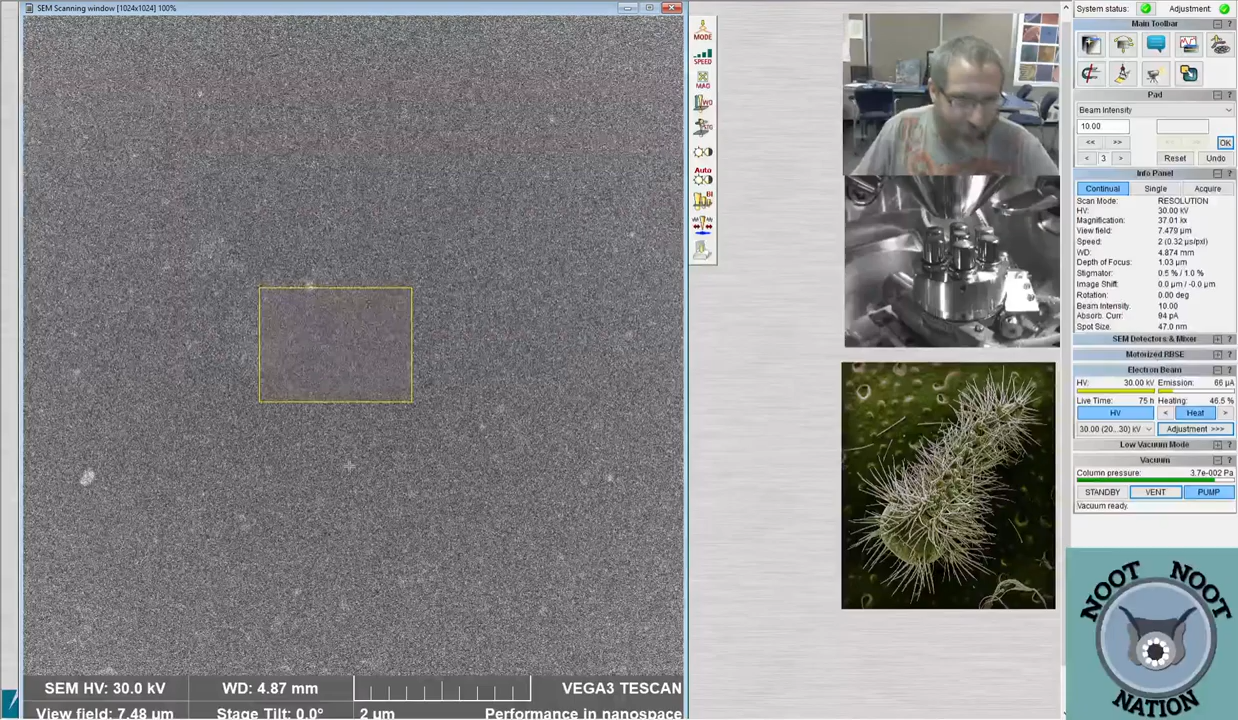 SEM Scanning window [1024x1024] 100%
MODE
SPEED
MAG
WD
Auto
System status:
Adjustment:
Main Toolbar
Pad
Beam Intensity
10.00
<< >>
OK
< 3 >
Reset
Undo
Info Panel
Continual Single Acquire
Scan Mode: RESOLUTION
HV: 30.00 kV
Magnification: 37.01 kx
View field: 7.479 µm
Speed: 2 (0.32 µs/pxl)
WD: 4.874 mm
Depth of Focus: 1.03 µm
Stigmator: 0.5 % / 1.0 %
Image Shift: 0.0 µm / -0.0 µm
Rotation: 0.00 deg
Beam Intensity: 10.00
Absorb. Curr: 94 pA
Spot Size: 47.0 nm
SEM Detectors & Mixer
Motorized RBSE
Electron Beam
HV: 30.00 kV Emission: 66 µA
Live Time: 75 h Heating: 46.5 %
HV < Heat >
30.00 (20...30) kV Adjustment >>>
Low Vacuum Mode
Vacuum
Column pressure: 3.7e-002 Pa
STANDBY VENT PUMP
Vacuum ready.
NOOT NOOT
NATION
SEM HV: 30.0 kV WD: 4.87 mm VEGA3 TESCAN
View field: 7.48 µm Stage Tilt: 0.0° 2 µm Performance in nanospace